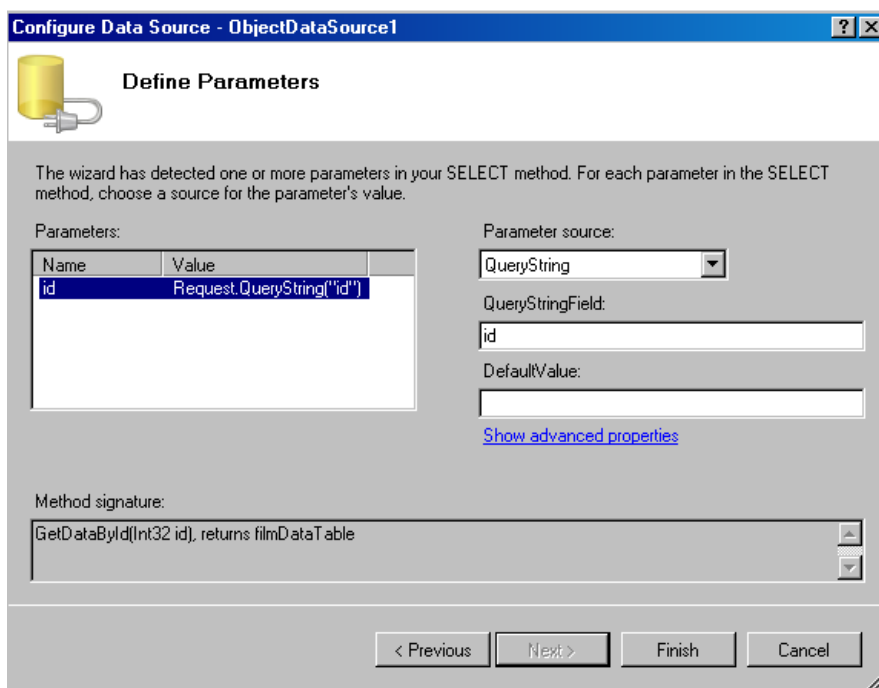 Configure Data Source - ObjectDataSource1
Define Parameters
The wizard has detected one or more parameters in your SELECT method. For each parameter in the SELECT
method, choose a source for the parameter's value.
Parameters:
Name Value
id Request.QueryString("id")
Parameter source:
QueryString
QueryStringField:
id
DefaultValue:
Show advanced properties
Method signature:
GetDataById(Int32 id), returns filmDataTable
< Previous Next > Finish Cancel